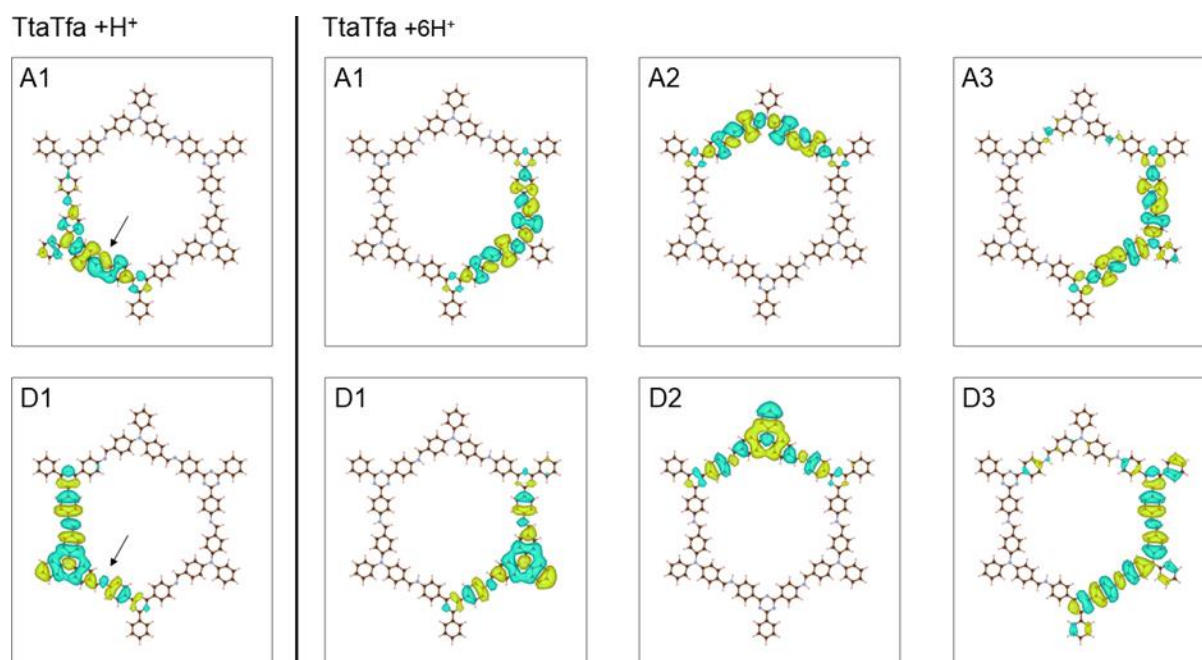 TtaTfa +H⁺
TtaTfa +6H⁺
A1
A1
A2
A3
D1
D1
D2
D3